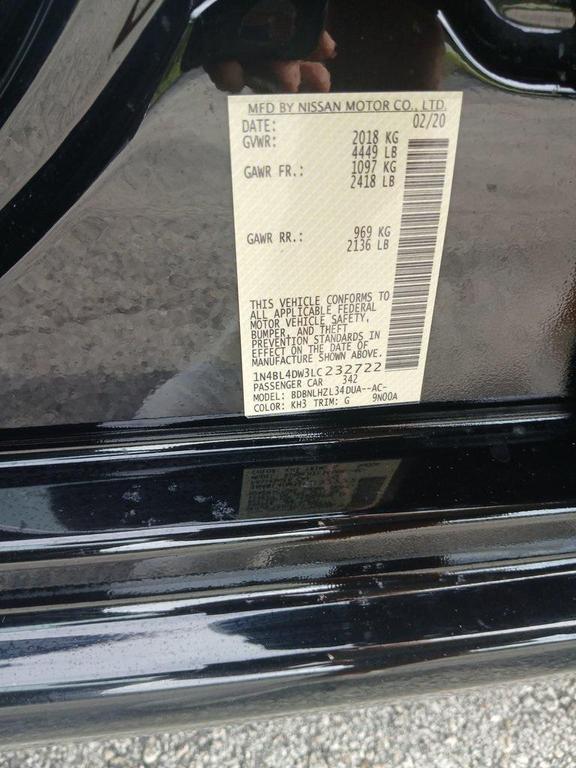 MFD BY NISSAN MOTOR CO., LTD.
DATE: 02/20
GVWR: 2018 KG
4449 LB
GAWR FR.: 1097 KG
2418 LB
GAWR RR.: 969 KG
2136 LB
THIS VEHICLE CONFORMS TO
ALL APPLICABLE FEDERAL
MOTOR VEHICLE SAFETY,
BUMPER, AND THEFT
PREVENTION STANDARDS IN
EFFECT ON THE DATE OF
MANUFACTURE SHOWN ABOVE.
1N4BL4DW3LC232722
PASSENGER CAR 342
MODEL: BDBNLHZL34DUA--AC-
COLOR: KH3 TRIM: G 9N00A